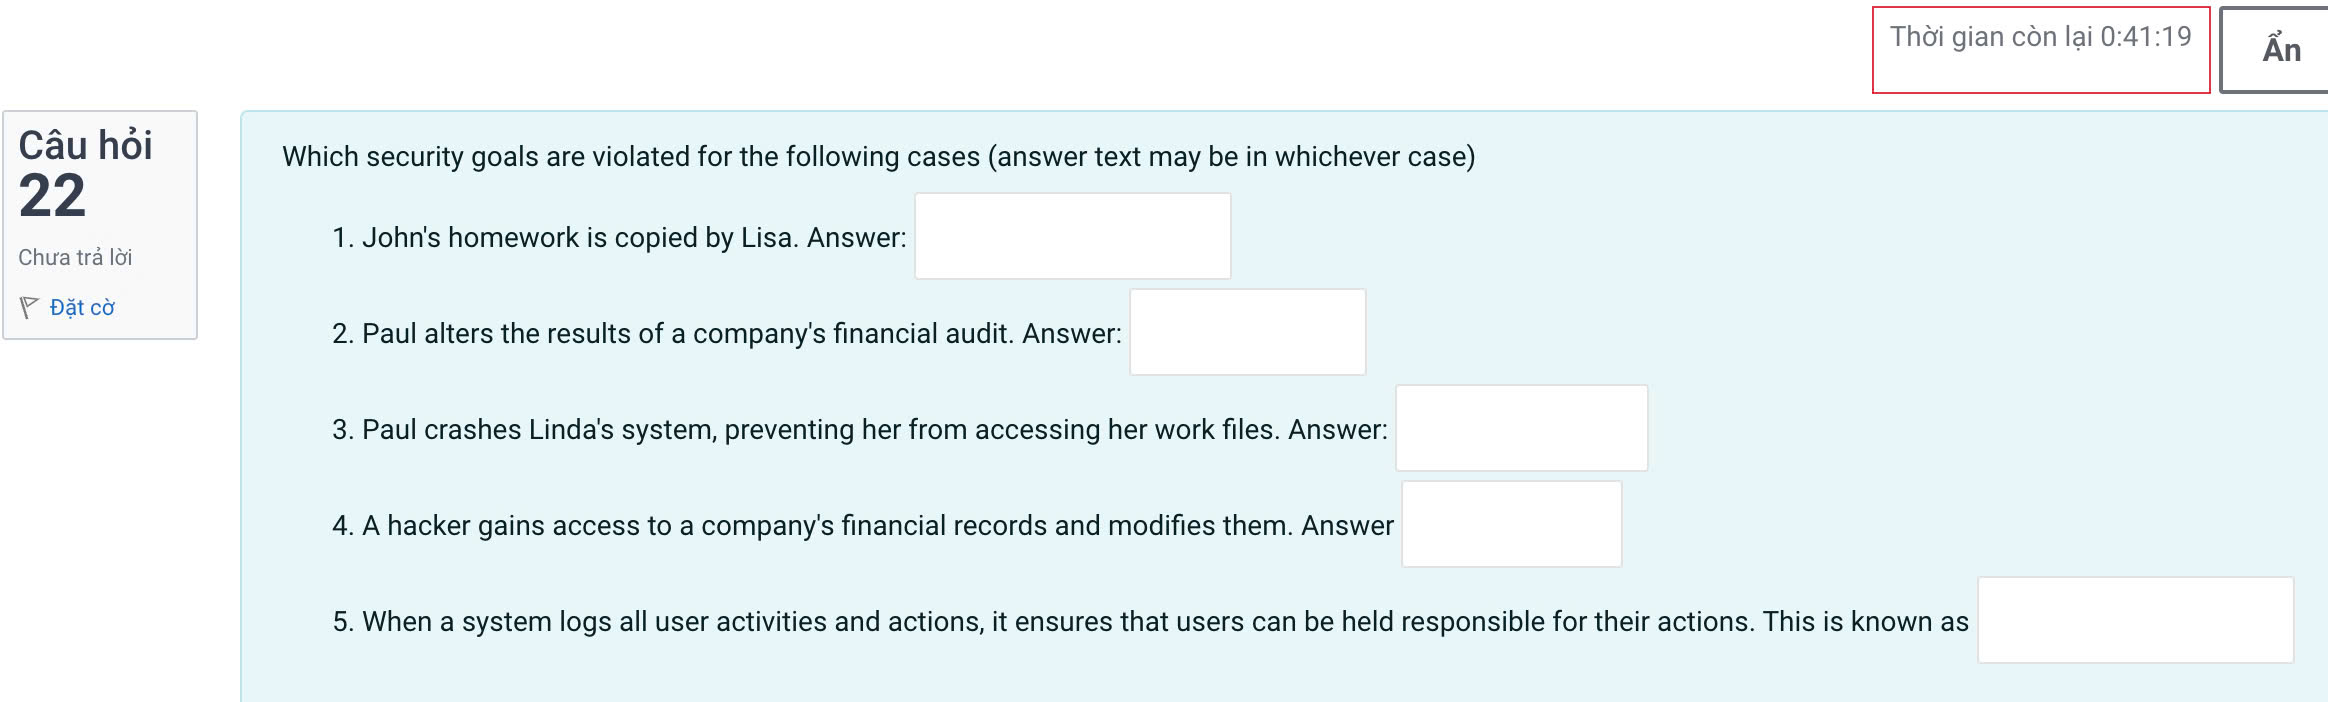 Thời gian còn lại 0:41:19
Ẩn
Câu hỏi
22
Chưa trả lời
Đặt cờ
Which security goals are violated for the following cases (answer text may be in whichever case)
1. John's homework is copied by Lisa. Answer:
2. Paul alters the results of a company's financial audit. Answer:
3. Paul crashes Linda's system, preventing her from accessing her work files. Answer:
4. A hacker gains access to a company's financial records and modifies them. Answer
5. When a system logs all user activities and actions, it ensures that users can be held responsible for their actions. This is known as